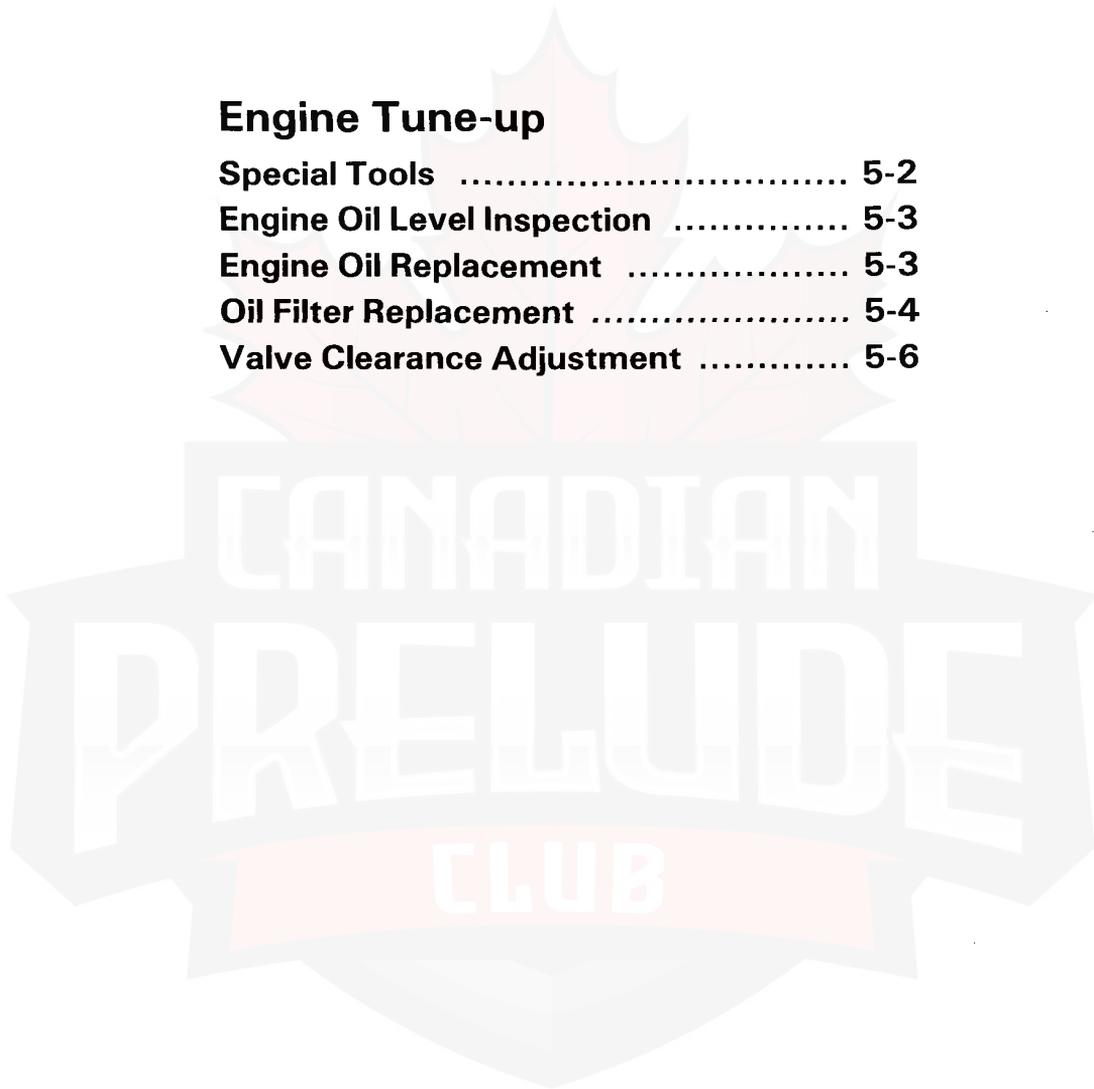 Engine Tune-up
Special Tools ................................. 5-2
Engine Oil Level Inspection ............... 5-3
Engine Oil Replacement ................... 5-3
Oil Filter Replacement ...................... 5-4
Valve Clearance Adjustment ............. 5-6
CANADIAN
PRELUDE
CLUB